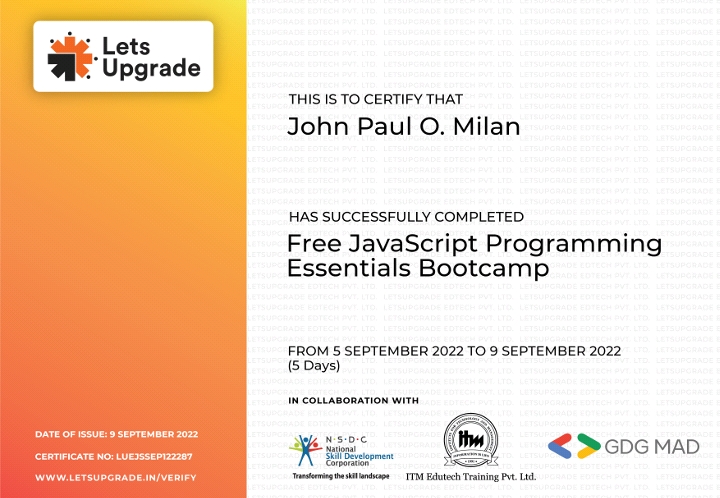 Lets
Upgrade
THIS IS TO CERTIFY THAT
John Paul O. Milan
HAS SUCCESSFULLY COMPLETED
Free JavaScript Programming
Essentials Bootcamp
FROM 5 SEPTEMBER 2022 TO 9 SEPTEMBER 2022
(5 Days)
IN COLLABORATION WITH
DATE OF ISSUE: 9 SEPTEMBER 2022
CERTIFICATE NO: LUEJSSEP122287
WWW.LETSUPGRADE.IN/VERIFY
N·S·D·C
National
Skill Development
Corporation
Transforming the skill landscape
itm
ITM Edutech Training Pvt. Ltd.
GDG MAD